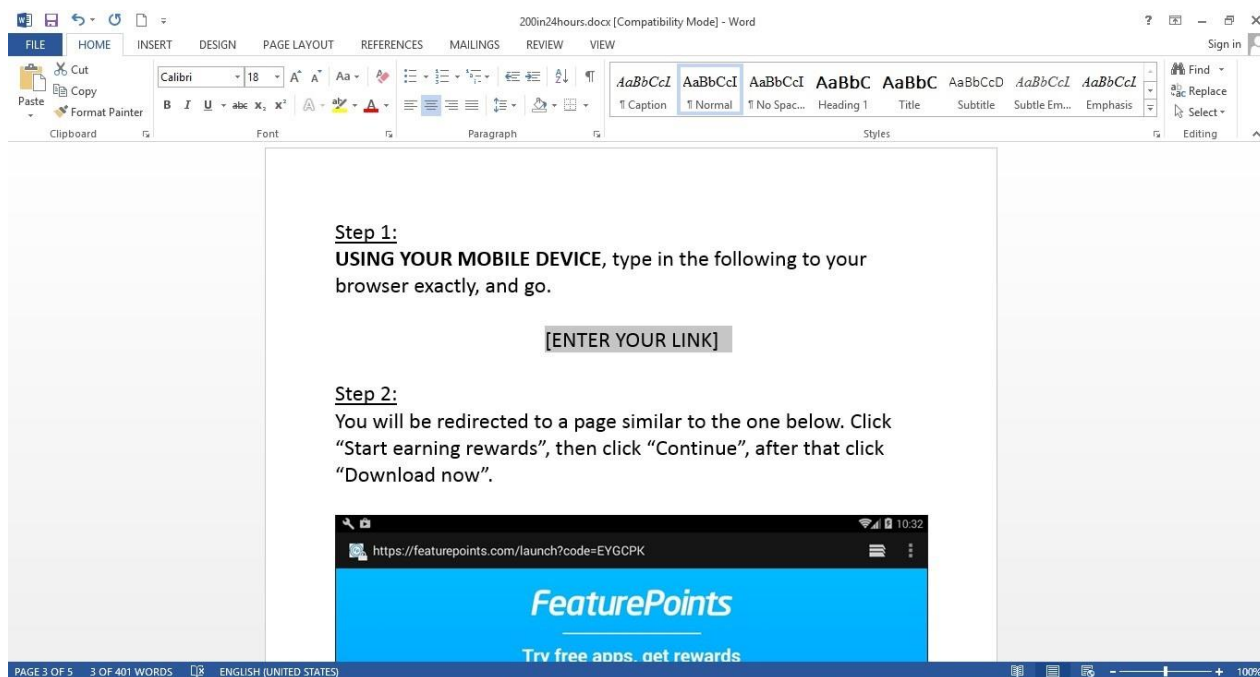 200in24hours.docx [Compatibility Mode] - Word
FILE HOME INSERT DESIGN PAGE LAYOUT REFERENCES MAILINGS REVIEW VIEW Sign in
Cut
Copy
Format Painter
Paste
Clipboard
Calibri 18
Font
Paragraph
AaBbCcI AaBbCcI AaBbCcI AaBbC AaBbC AaBbCcD AaBbCcL AaBbCcL
¶ Caption ¶ Normal ¶ No Spac... Heading 1 Title Subtitle Subtle Em... Emphasis
Styles
Find
Replace
Select
Editing
Step 1:
USING YOUR MOBILE DEVICE, type in the following to your
browser exactly, and go.
[ENTER YOUR LINK]
Step 2:
You will be redirected to a page similar to the one below. Click
“Start earning rewards”, then click “Continue”, after that click
“Download now”.
10:32
https://featurepoints.com/launch?code=EYGCPK
FeaturePoints
Try free apps, get rewards
PAGE 3 OF 5 3 OF 401 WORDS ENGLISH (UNITED STATES) 100%